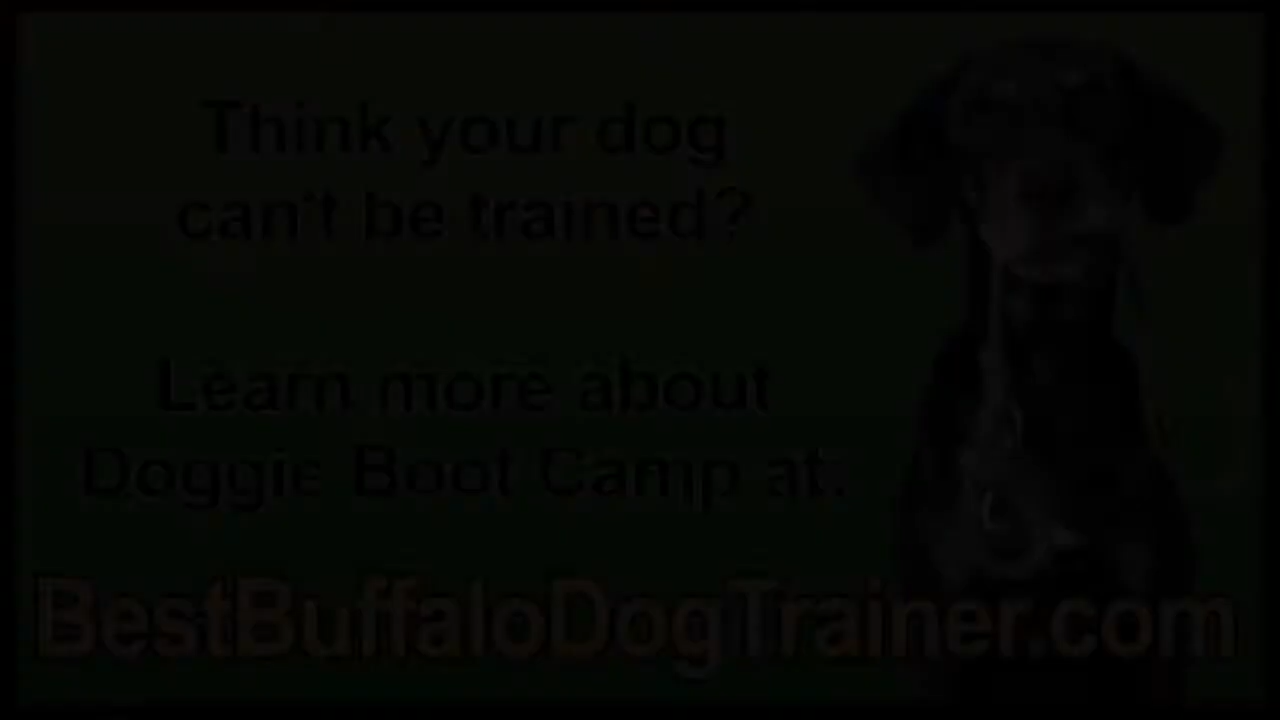 Think your dog
can't be trained?
Learn more about
Doggie Boot Camp at:
BestBuffaloDogTrainer.com